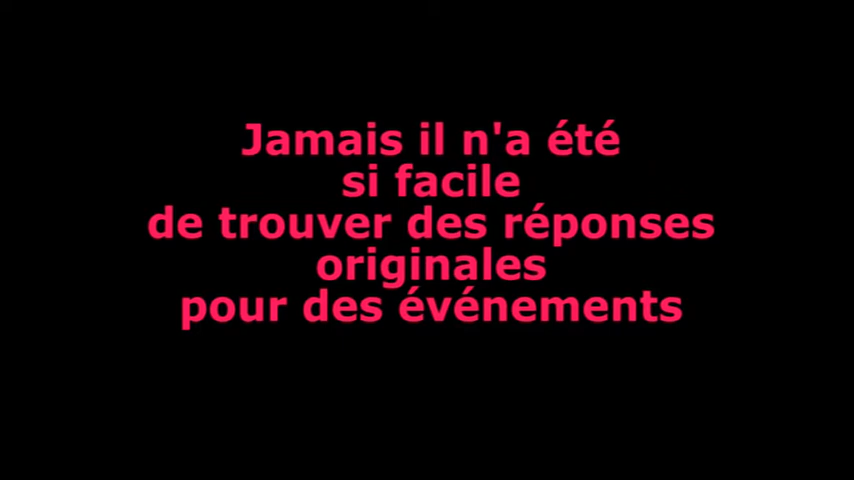 Jamais il n'a été
si facile
de trouver des réponses
originales
pour des événements